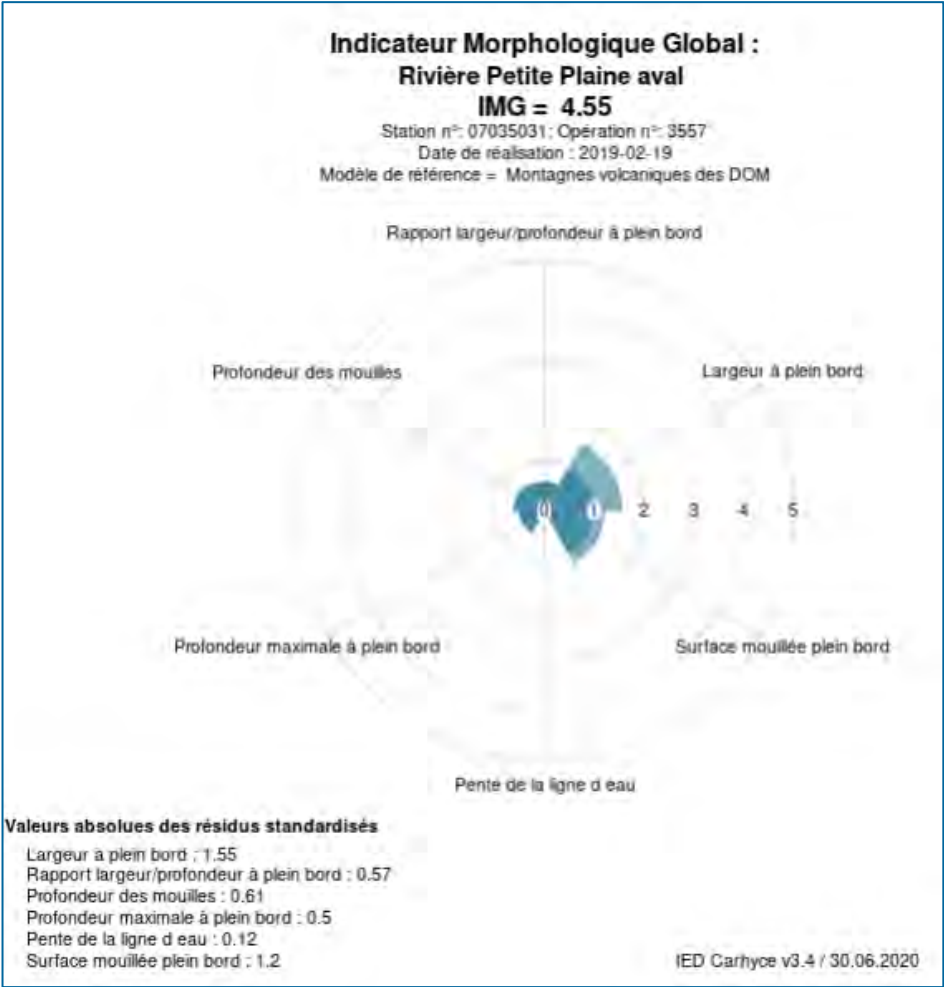 Indicateur Morphologique Global :
Rivière Petite Plaine aval
IMG = 4.55
Station n°: 07035031; Opération n°: 3557
Date de réalisation : 2019-02-19
Modèle de référence = Montagnes volcaniques des DOM
Rapport largeur/profondeur à plein bord
Profondeur des mouilles
Largeur à plein bord
0 1 2 3 4 5
Profondeur maximale à plein bord
Surface mouillée plein bord
Pente de la ligne d eau
Valeurs absolues des résidus standardisés
Largeur à plein bord : 1.55
Rapport largeur/profondeur à plein bord : 0.57
Profondeur des mouilles : 0.61
Profondeur maximale à plein bord : 0.5
Pente de la ligne d eau : 0.12
Surface mouillée plein bord : 1.2
IED Carhyce v3.4 / 30.06.2020